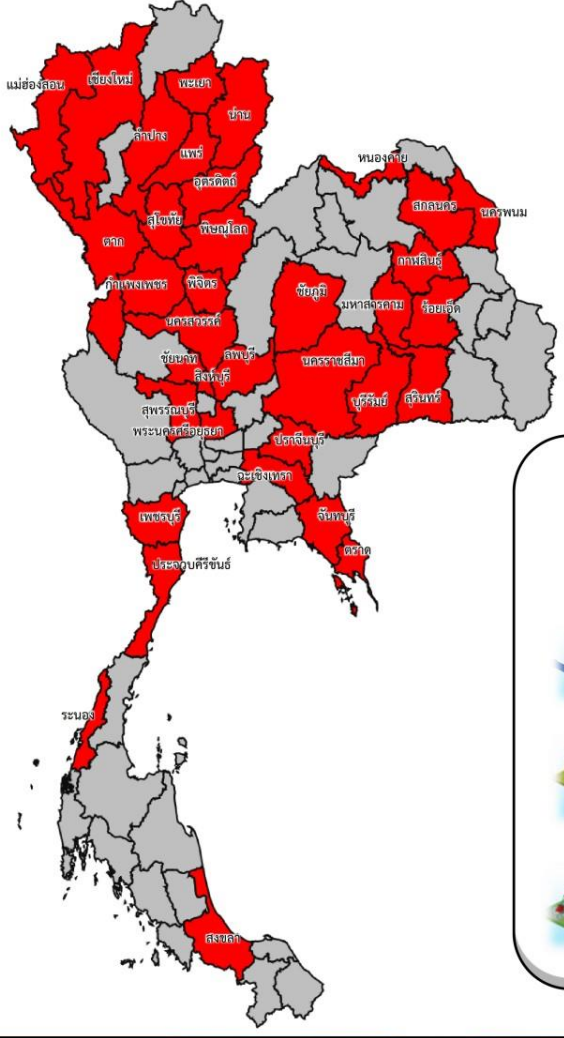 แม่ฮ่องสอน
เชียงใหม่
พะเยา
น่าน
ลำปาง
แพร่
อุตรดิตถ์
สุโขทัย
ตาก
พิษณุโลก
กำแพงเพชร
พิจิตร
นครสวรรค์
ชัยนาท
ลพบุรี
สิงห์บุรี
สุพรรณบุรี
พระนครศรีอยุธยา
หนองคาย
สกลนคร
นครพนม
กาฬสินธุ์
ชัยภูมิ
มหาสารคาม
ร้อยเอ็ด
นครราชสีมา
บุรีรัมย์
สุรินทร์
ปราจีนบุรี
ฉะเชิงเทรา
จันทบุรี
ตราด
เพชรบุรี
ประจวบคีรีขันธ์
ระนอง
สงขลา